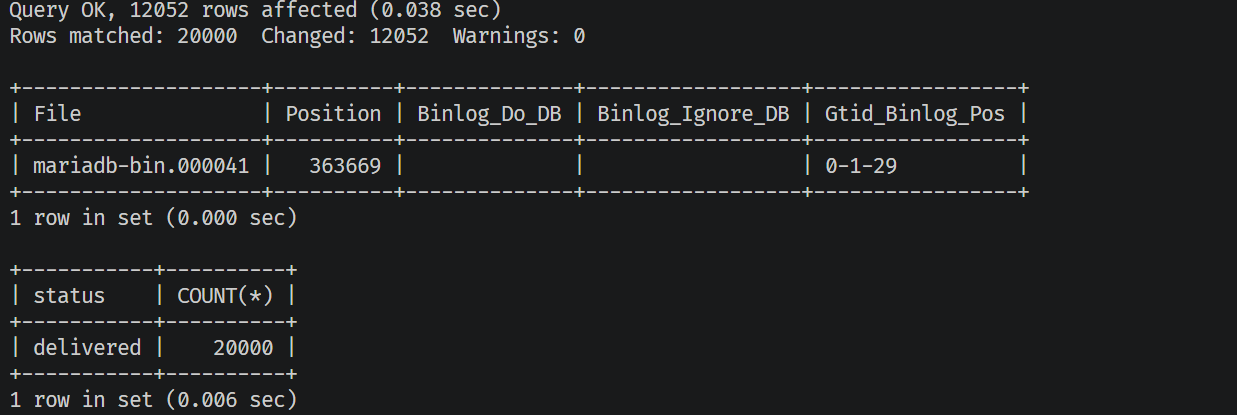 Query OK, 12052 rows affected (0.038 sec)
Rows matched: 20000  Changed: 12052  Warnings: 0

+--------------------+----------+--------------+------------------+-----------------+
| File               | Position | Binlog_Do_DB | Binlog_Ignore_DB | Gtid_Binlog_Pos |
+--------------------+----------+--------------+------------------+-----------------+
| mariadb-bin.000041 |   363669 |              |                  | 0-1-29          |
+--------------------+----------+--------------+------------------+-----------------+
1 row in set (0.000 sec)

+-----------+----------+
| status    | COUNT(*) |
+-----------+----------+
| delivered |    20000 |
+-----------+----------+
1 row in set (0.006 sec)